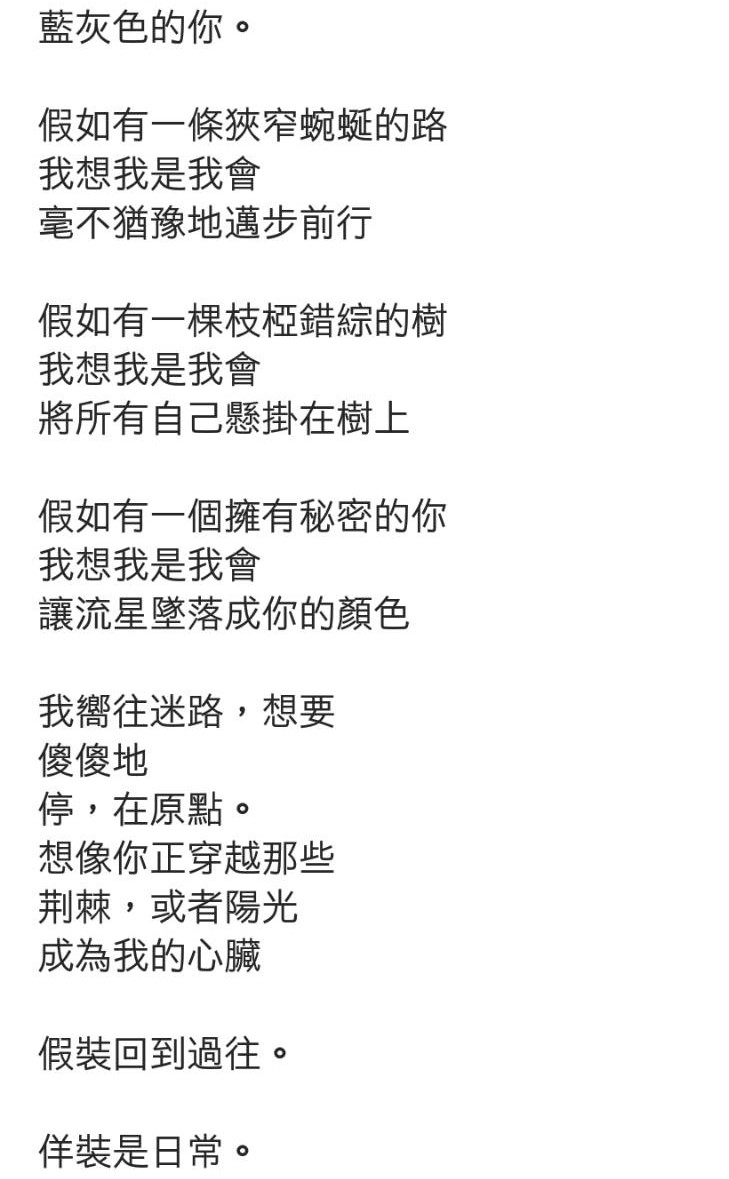 藍灰色的你。
假如有一條狹窄蜿蜒的路
我想我是我會
毫不猶豫地邁步前行
假如有一棵枝椏錯綜的樹
我想我是我會
將所有自己懸掛在樹上
假如有一個擁有秘密的你
我想我是我會
讓流星墜落成你的顏色
我嚮往迷路，想要
傻傻地
停，在原點。
想像你正穿越那些
荆棘，或者陽光
成為我的心臟
假裝回到過往。
佯裝是日常。